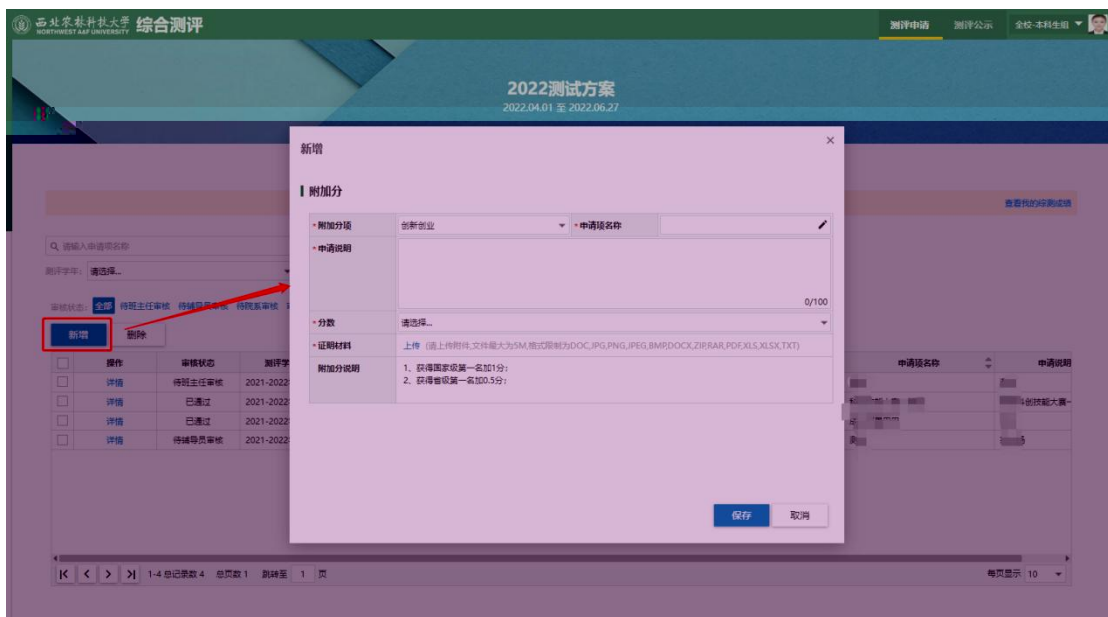 西北农林科技大学 综合测评
NORTHWEST A&F UNIVERSITY
测评申请 测评公示 全校-本科生组
2022测试方案
2022.04.01 至 2022.06.27
新增
附加分
查看我的综测成绩
*附加分项 创新创业 *申请项名称
请输入申请项名称
*申请说明
测评学年: 请选择...
0/100
审核状态: 全部 待班主任审核 待辅导员审核 待院系审核
*分数 请选择...
新增 删除
*证明材料 上传 (请上传附件,文件最大为5M,格式限制为DOC,JPG,PNG,JPEG,BMP,DOCX,ZIP,RAR,PDF,XLS,XLSX,TXT)
附加分说明 1、获得国家级第一名加1分;
2、获得省级第一名加0.5分;
操作 审核状态 测评学 申请项名称 申请说明
详情 待班主任审核 2021-2022
详情 已通过 2021-2022 科创技能大赛-
详情 已通过 2021-2022
详情 待辅导员审核 2021-2022
保存 取消
1-4 总记录数 4 总页数 1 跳转至 1 页 每页显示 10